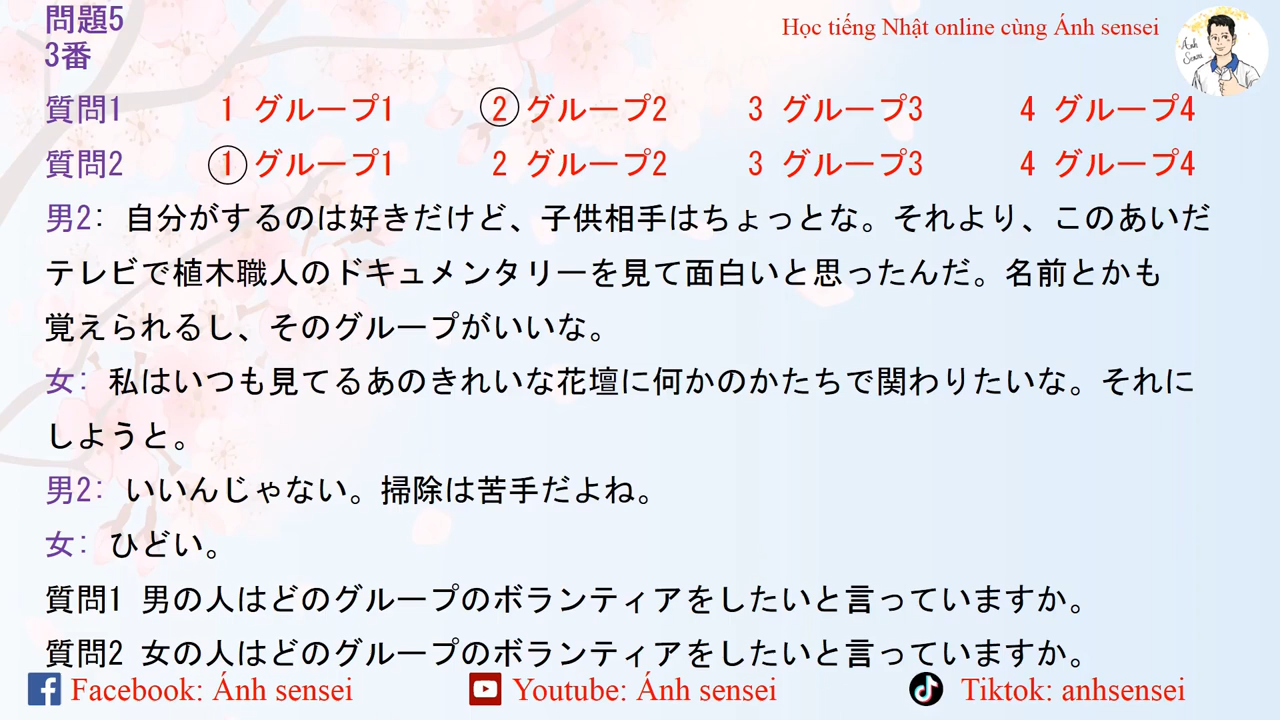 問題5
3番
Học tiếng Nhật online cùng Ánh sensei
Ánh Sensei
質問1 1 グループ1 2 グループ2 3 グループ3 4 グループ4
質問2 1 グループ1 2 グループ2 3 グループ3 4 グループ4
男2: 自分がするのは好きだけど、子供相手はちょっとな。それより、このあいだ
テレビで植木職人のドキュメンタリーを見て面白いと思ったんだ。名前とかも
覚えられるし、そのグループがいいな。
女: 私はいつも見てるあのきれいな花壇に何かのかたちで関わりたいな。それに
しようと。
男2: いいんじゃない。掃除は苦手だよね。
女: ひどい。
質問1 男の人はどのグループのボランティアをしたいと言っていますか。
質問2 女の人はどのグループのボランティアをしたいと言っていますか。
Facebook: Ánh sensei Youtube: Ánh sensei Tiktok: anhsensei